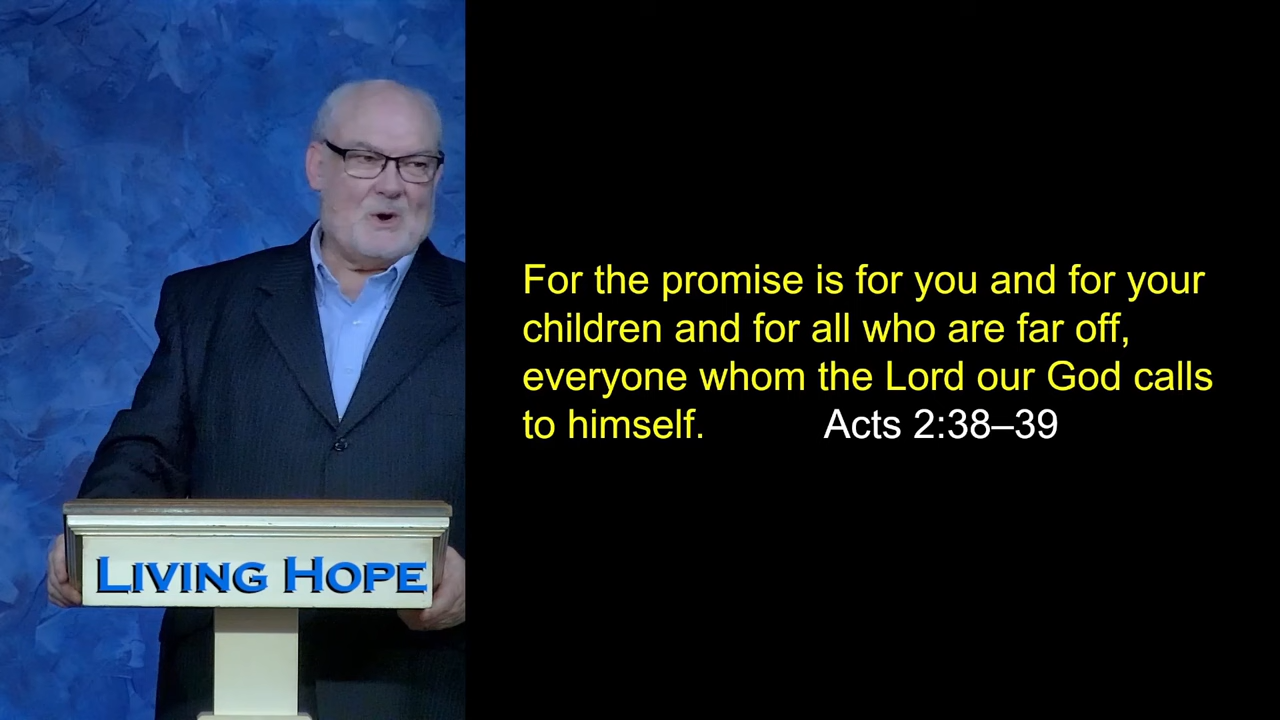 LIVING HOPE
For the promise is for you and for your
children and for all who are far off,
everyone whom the Lord our God calls
to himself. Acts 2:38–39